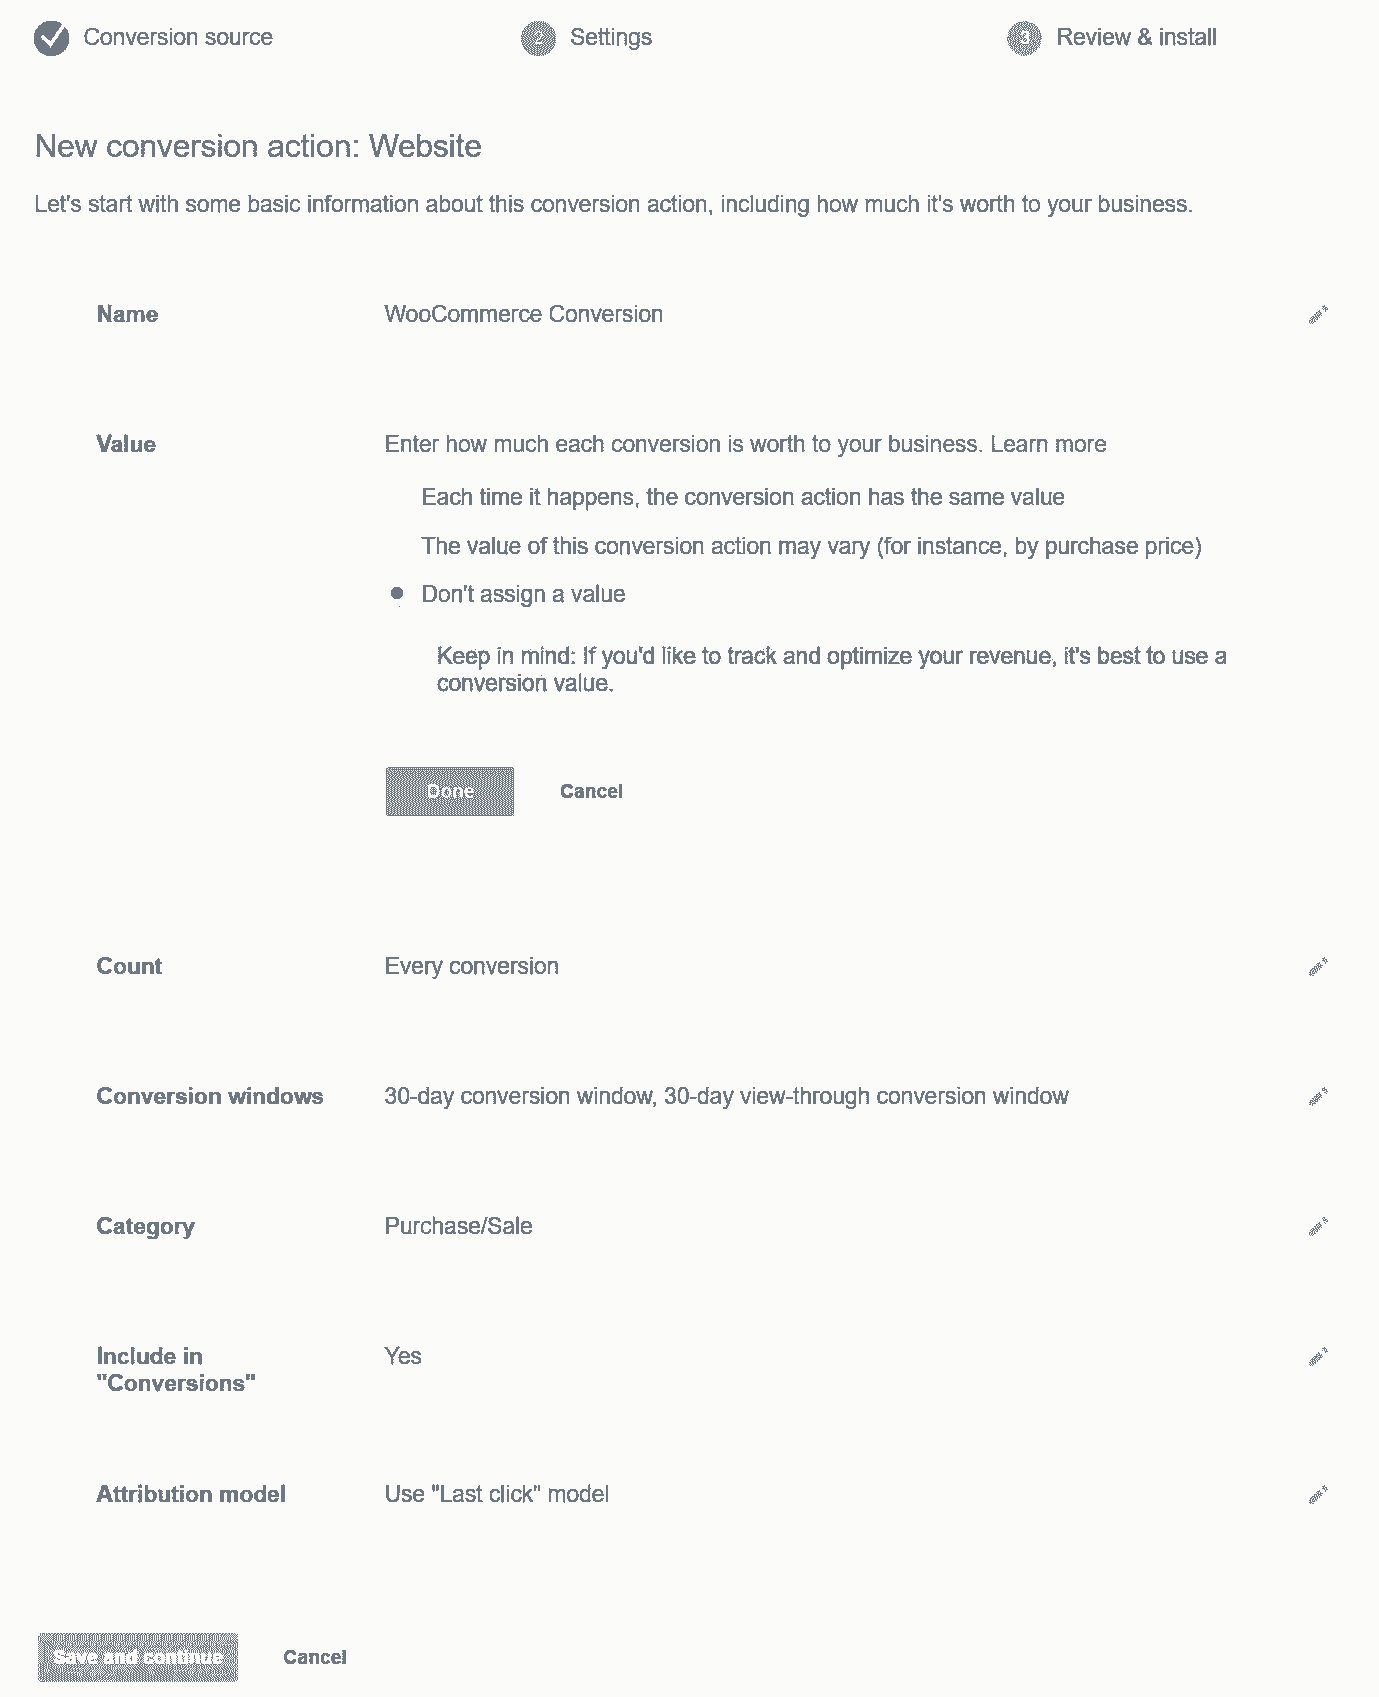 Conversion source
2 Settings
3 Review & install
New conversion action: Website
Let's start with some basic information about this conversion action, including how much it's worth to your business.
Name WooCommerce Conversion
Value Enter how much each conversion is worth to your business. Learn more
Each time it happens, the conversion action has the same value
The value of this conversion action may vary (for instance, by purchase price)
Don't assign a value
Keep in mind: If you'd like to track and optimize your revenue, it's best to use a
conversion value.
Done Cancel
Count Every conversion
Conversion windows 30-day conversion window, 30-day view-through conversion window
Category Purchase/Sale
Include in Yes
"Conversions"
Attribution model Use "Last click" model
Save and continue Cancel